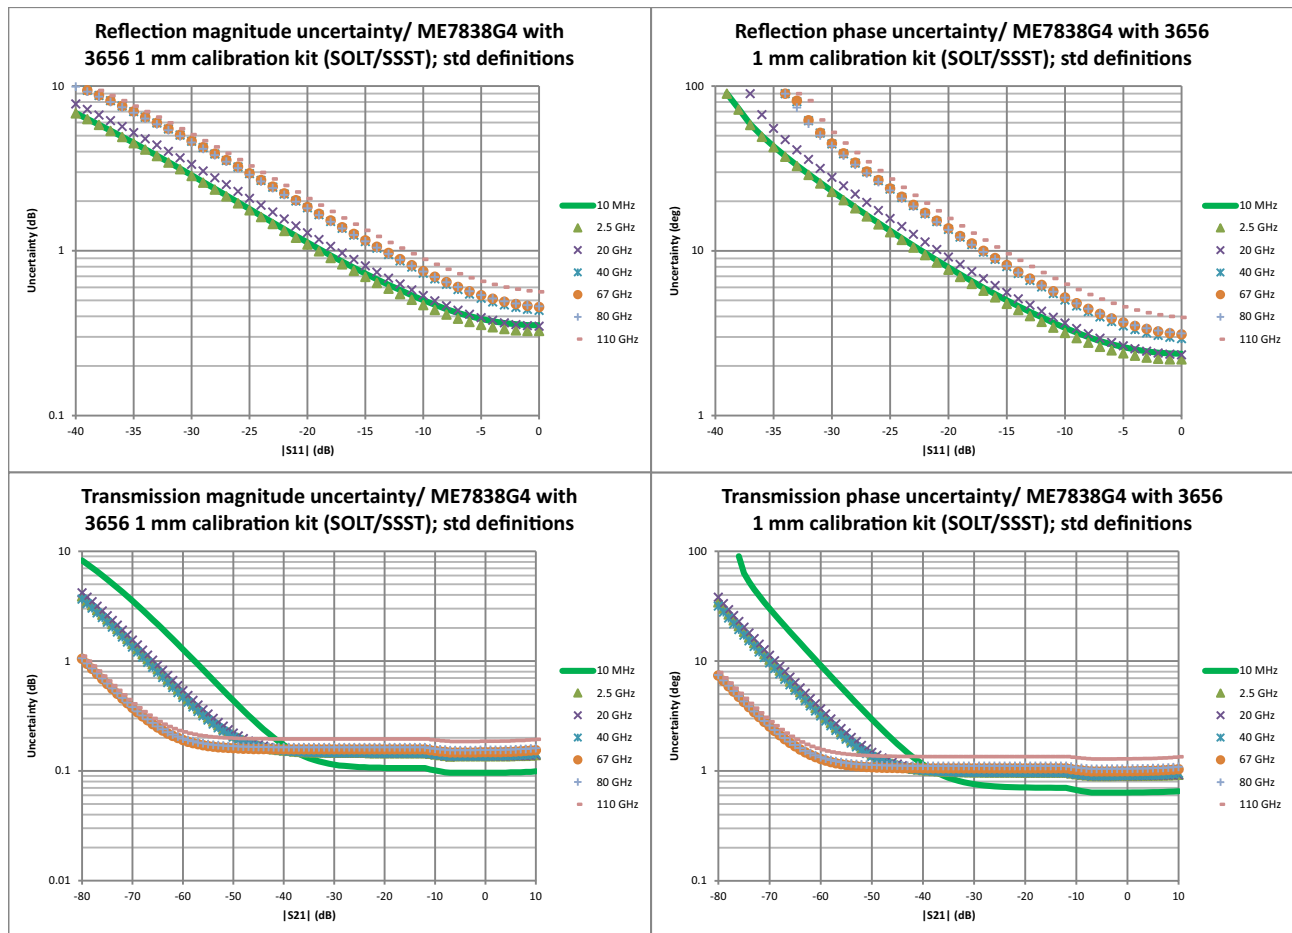 Reflection magnitude uncertainty/ ME7838G4 with
3656 1 mm calibration kit (SOLT/SSST); std definitions
10
1
0.1
Uncertainty (dB)
-40 -35 -30 -25 -20 -15 -10 -5 0
|S11| (dB)
10 MHz
2.5 GHz
20 GHz
40 GHz
67 GHz
80 GHz
110 GHz
Reflection phase uncertainty/ ME7838G4 with 3656
1 mm calibration kit (SOLT/SSST); std definitions
100
10
1
Uncertainty (deg)
-40 -35 -30 -25 -20 -15 -10 -5 0
|S11| (dB)
10 MHz
2.5 GHz
20 GHz
40 GHz
67 GHz
80 GHz
110 GHz
Transmission magnitude uncertainty/ ME7838G4 with
3656 1 mm calibration kit (SOLT/SSST); std definitions
10
1
0.1
0.01
Uncertainty (dB)
-80 -70 -60 -50 -40 -30 -20 -10 0 10
|S21| (dB)
10 MHz
2.5 GHz
20 GHz
40 GHz
67 GHz
80 GHz
110 GHz
Transmission phase uncertainty/ ME7838G4 with 3656
1 mm calibration kit (SOLT/SSST); std definitions
100
10
1
0.1
Uncertainty (deg)
-80 -70 -60 -50 -40 -30 -20 -10 0 10
|S21| (dB)
10 MHz
2.5 GHz
20 GHz
40 GHz
67 GHz
80 GHz
110 GHz